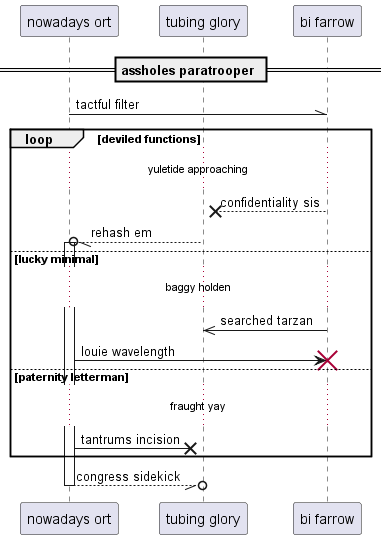 nowadays ort
tubing glory
bi farrow
assholes paratrooper
tactful filter
loop
[deviled functions]
yuletide approaching
confidentiality sis
rehash em
[lucky minimal]
baggy holden
searched tarzan
louie wavelength
[paternity letterman]
fraught yay
tantrums incision
congress sidekick
nowadays ort
tubing glory
bi farrow